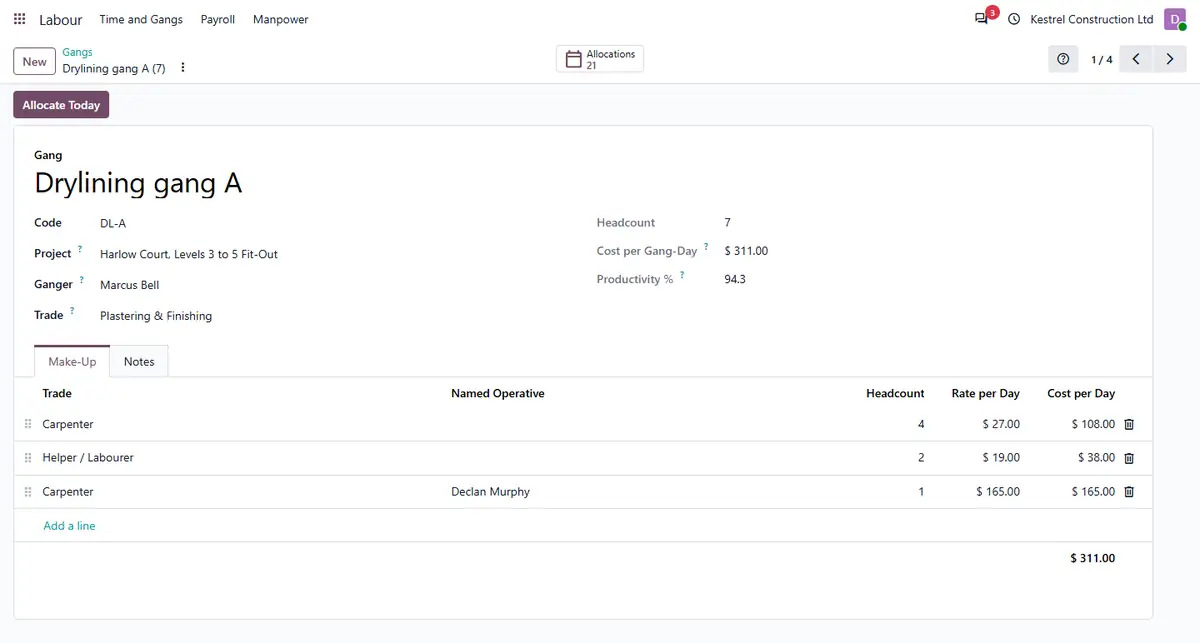 Labour Time and Gangs Payroll Manpower 3 Kestrel Construction Ltd D
New Gangs Allocations 21 1 / 4
Drylining gang A (7)
Allocate Today
Gang
Drylining gang A
Code DL-A Headcount 7
Project ? Harlow Court, Levels 3 to 5 Fit-Out Cost per Gang-Day ? $ 311.00
Ganger ? Marcus Bell Productivity % ? 94.3
Trade ? Plastering & Finishing
Make-Up Notes
Trade Named Operative Headcount Rate per Day Cost per Day
Carpenter 4 $ 27.00 $ 108.00
Helper / Labourer 2 $ 19.00 $ 38.00
Carpenter Declan Murphy 1 $ 165.00 $ 165.00
Add a line
$ 311.00